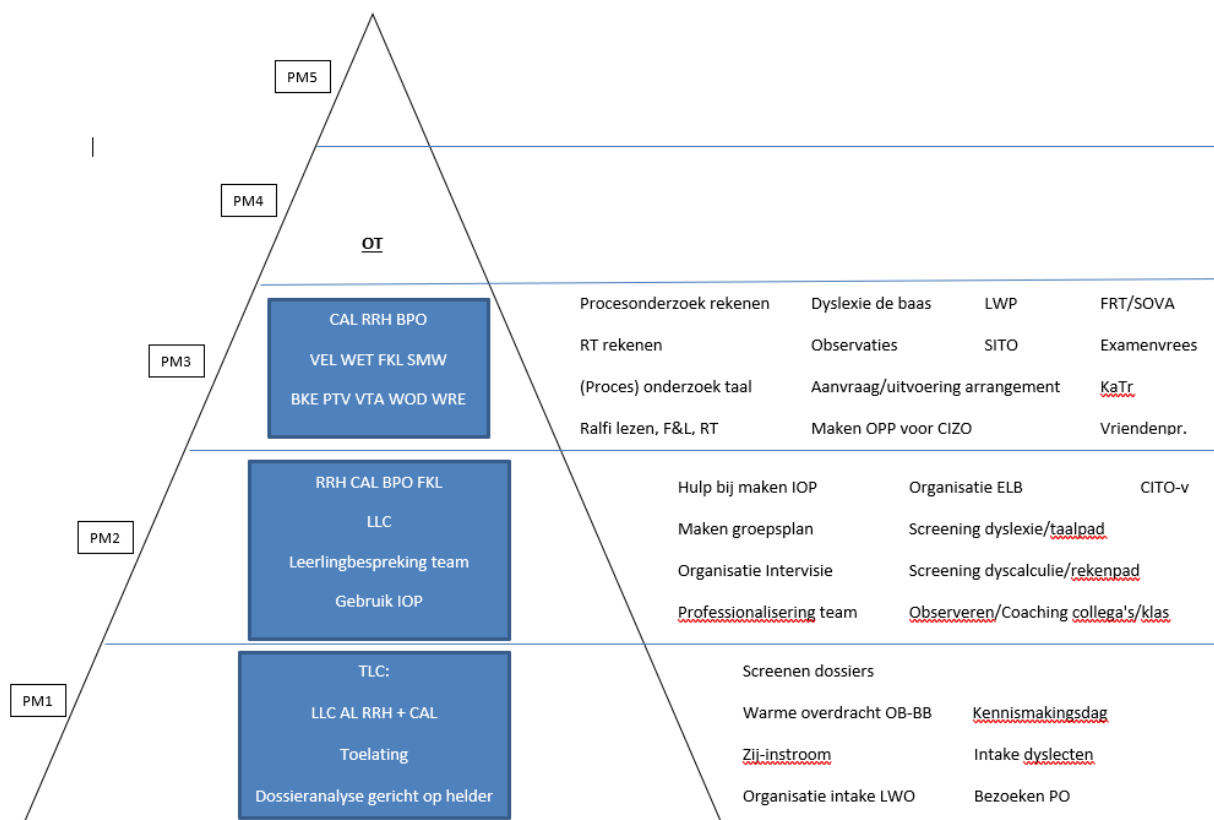 PM5
PM4
OT
PM3
CAL RRH BPO
VEL WET FKL SMW
BKE PTV VTA WOD WRE
Procesonderzoek rekenen Dyslexie de baas LWP FRT/SOVA
RT rekenen Observaties SITO Examenvrees
(Proces) onderzoek taal Aanvraag/uitvoering arrangement KaTr
Ralfi lezen, F&L, RT Maken OPP voor CIZO Vriendenpr.
PM2
RRH CAL BPO FKL
LLC
Leerlingbespreking team
Gebruik IOP
Hulp bij maken IOP Organisatie ELB CITO-v
Maken groepsplan Screening dyslexie/taalpad
Organisatie Intervisie Screening dyscalculie/rekenpad
Professionalisering team Observeren/Coaching collega's/klas
PM1
TLC:
LLC AL RRH + CAL
Toelating
Dossieranalyse gericht op helder
Screenen dossiers
Warme overdracht OB-BB Kennismakingsdag
Zij-instroom Intake dyslecten
Organisatie intake LWO Bezoeken PO